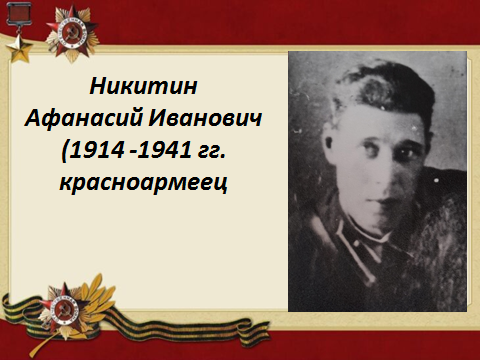 Никитин
Афанасий Иванович
(1914 -1941 гг.
красноармеец